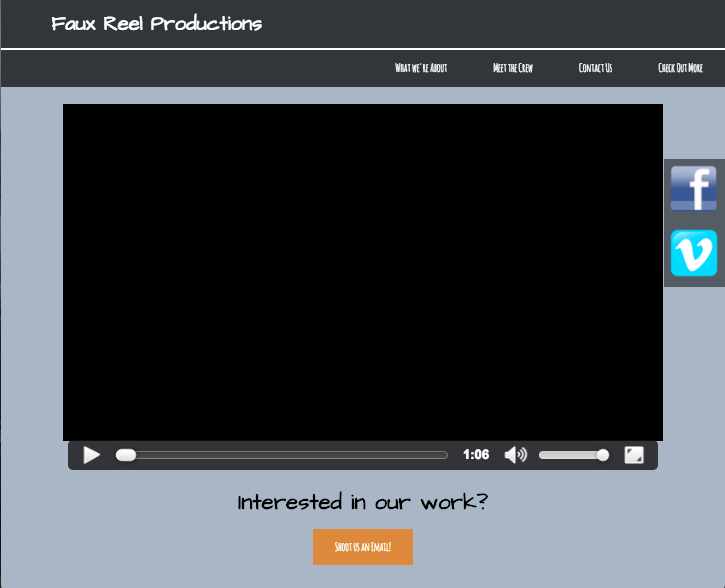 Faux Reel Productions
What we're About Meet the Crew Contact Us Check Out More
f
v
1:06
Interested in our work?
Shoot us an Email!